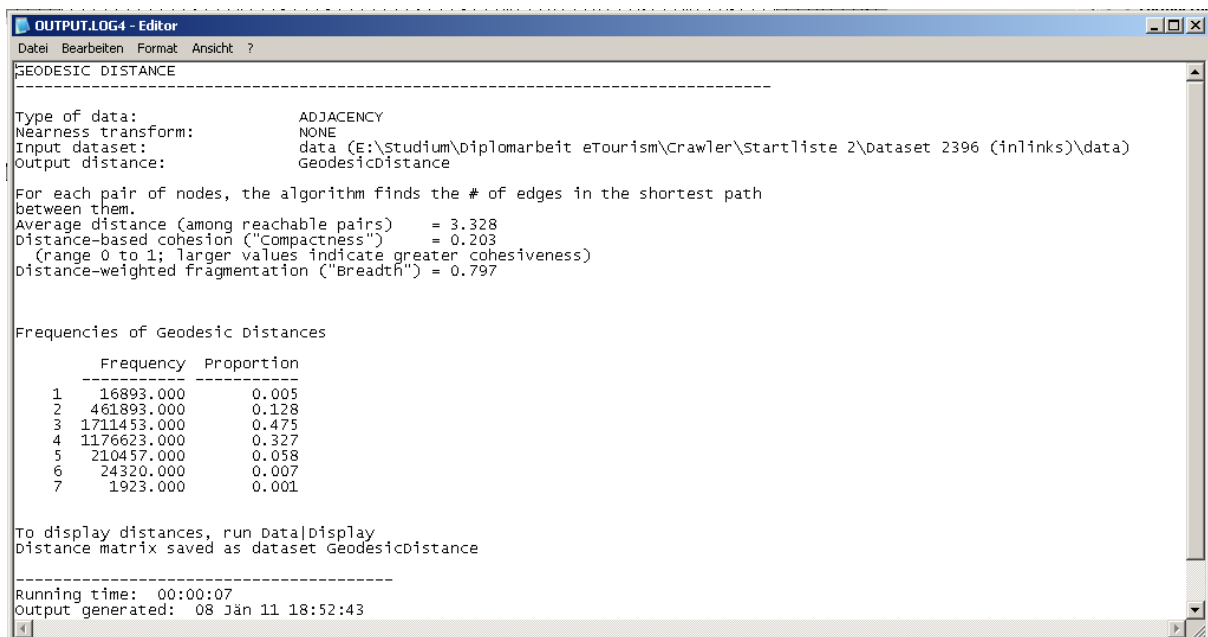 OUTPUT.LOG4 - Editor
Datei Bearbeiten Format Ansicht ?
GEODESIC DISTANCE
--------------------------------------------------------------------------------
Type of data: ADJACENCY
Nearness transform: NONE
Input dataset: data (E:\Studium\Diplomarbeit eTourism\Crawler\Startliste 2\Dataset 2396 (inlinks)\data)
Output distance: GeodesicDistance
For each pair of nodes, the algorithm finds the # of edges in the shortest path
between them.
Average distance (among reachable pairs) = 3.328
Distance-based cohesion ("Compactness") = 0.203
(range 0 to 1; larger values indicate greater cohesiveness)
Distance-weighted fragmentation ("Breadth") = 0.797
Frequencies of Geodesic Distances
Frequency Proportion
----------- -----------
1 16893.000 0.005
2 461893.000 0.128
3 1711453.000 0.475
4 1176623.000 0.327
5 210457.000 0.058
6 24320.000 0.007
7 1923.000 0.001
To display distances, run Data|Display
Distance matrix saved as dataset GeodesicDistance
----------------------------------------
Running time: 00:00:07
Output generated: 08 Jän 11 18:52:43